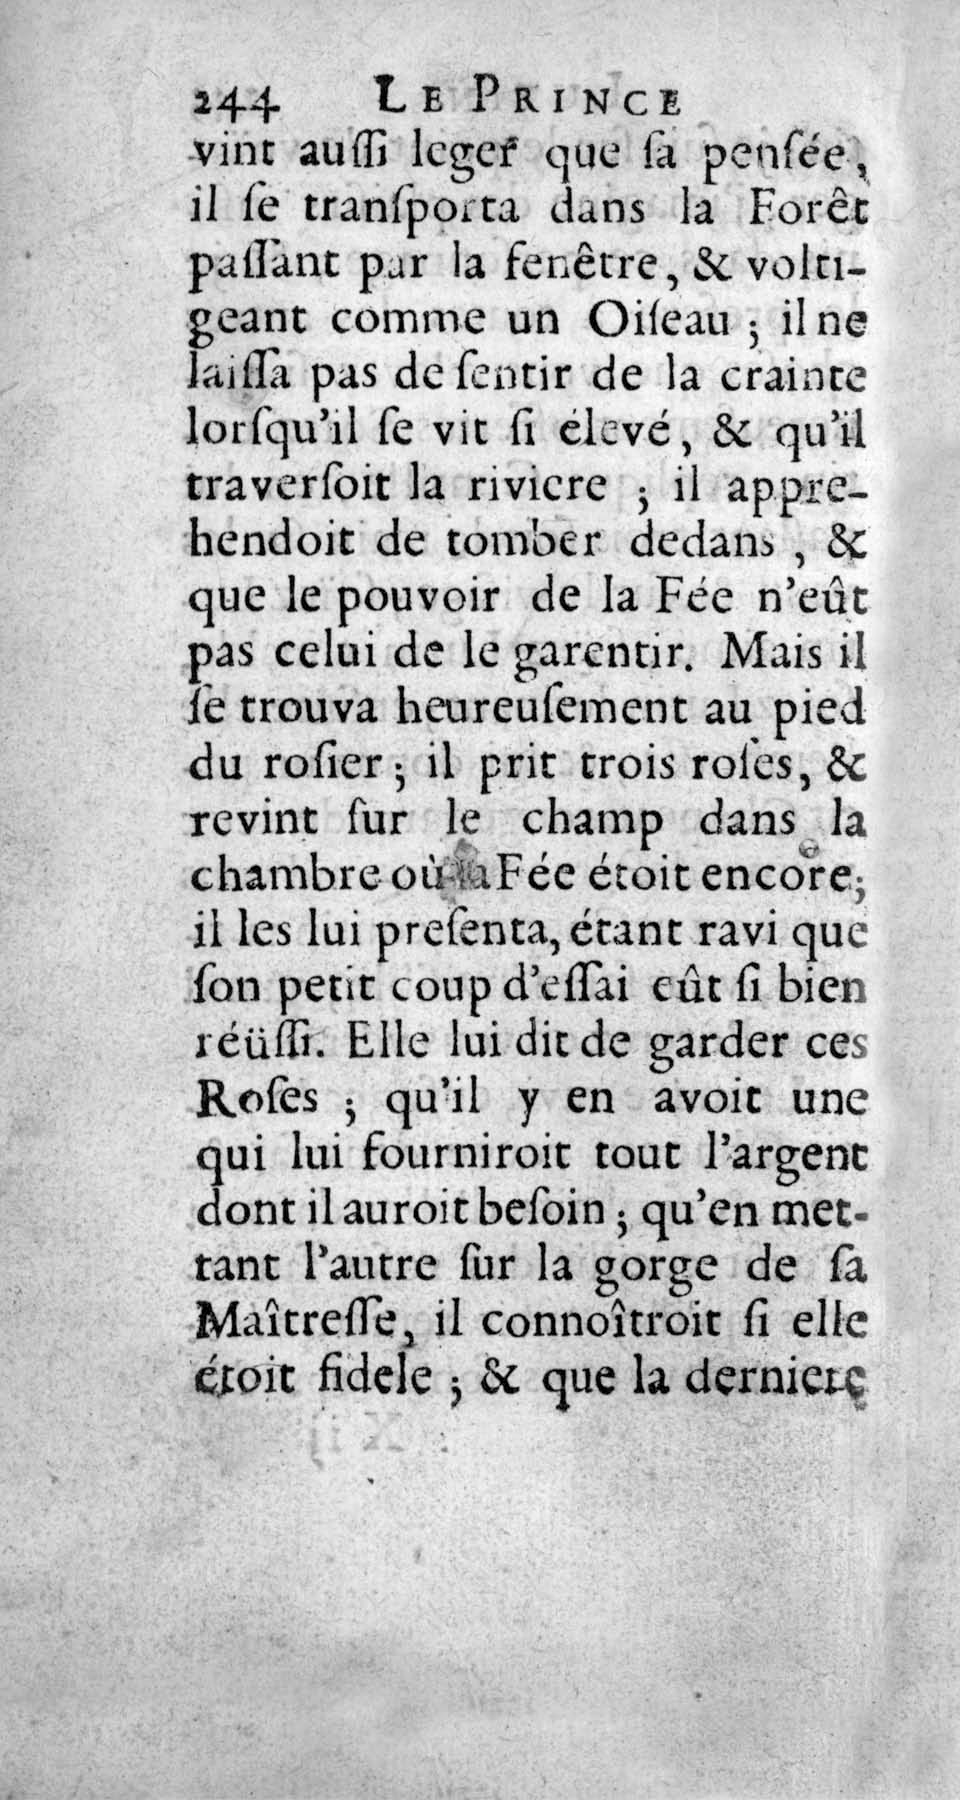 244 LE PRINCE
vint auſſi leger que ſa penſée,
il ſe tranſporta dans la Forêt
paſſant par la fenêtre, & volti-
geant comme un Oiſeau ; il ne
laiſſa pas de ſentir de la crainte
lorſqu'il ſe vit ſi élevé, & qu'il
traverſoit la riviere ; il appre-
hendoit de tomber dedans , &
que le pouvoir de la Fée n'eût
pas celui de le garentir. Mais il
ſe trouva heureuſement au pied
du roſier ; il prit trois roſes, &
revint ſur le champ dans la
chambre où la Fée étoit encore ;
il les lui preſenta, étant ravi que
ſon petit coup d'eſſai eût ſi bien
réüſſi. Elle lui dit de garder ces
Roſes ; qu'il y en avoit une
qui lui fourniroit tout l'argent
dont il auroit beſoin ; qu'en met-
tant l'autre ſur la gorge de ſa
Maîtreſſe, il connoîtroit ſi elle
étoit fidele ; & que la derniere